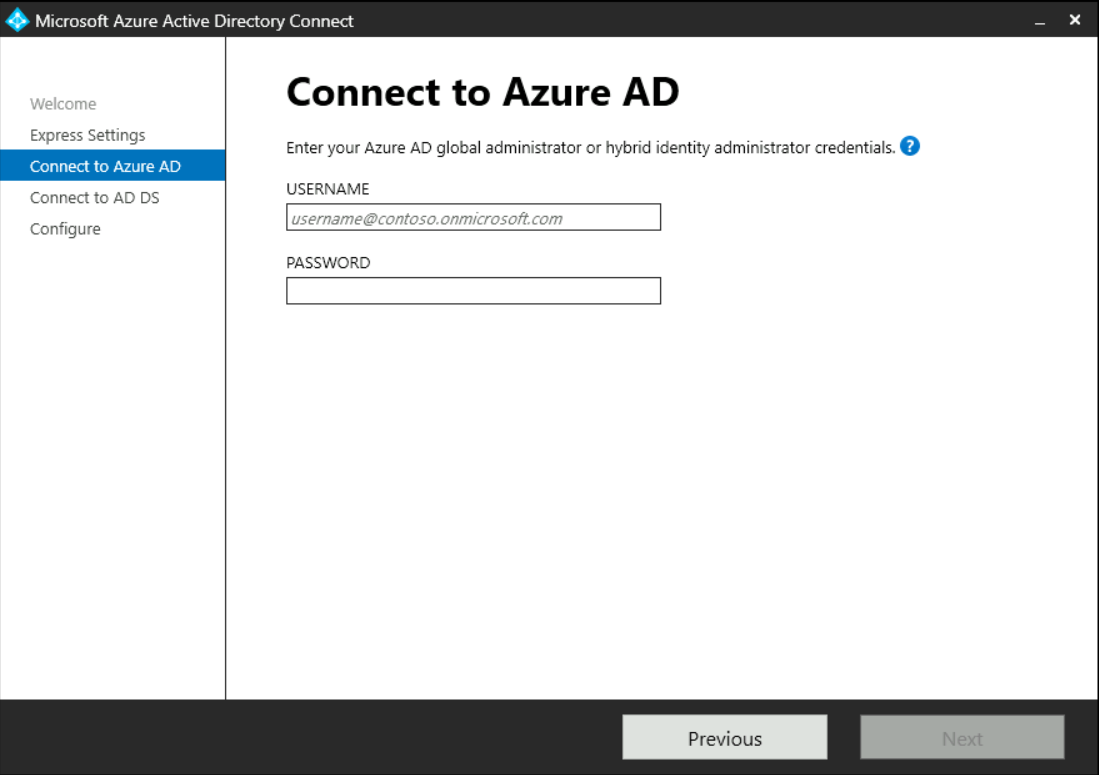 Microsoft Azure Active Directory Connect
Welcome
Express Settings
Connect to Azure AD
Connect to AD DS
Configure
Connect to Azure AD
Enter your Azure AD global administrator or hybrid identity administrator credentials. ?
USERNAME
username@contoso.onmicrosoft.com
PASSWORD
Previous
Next